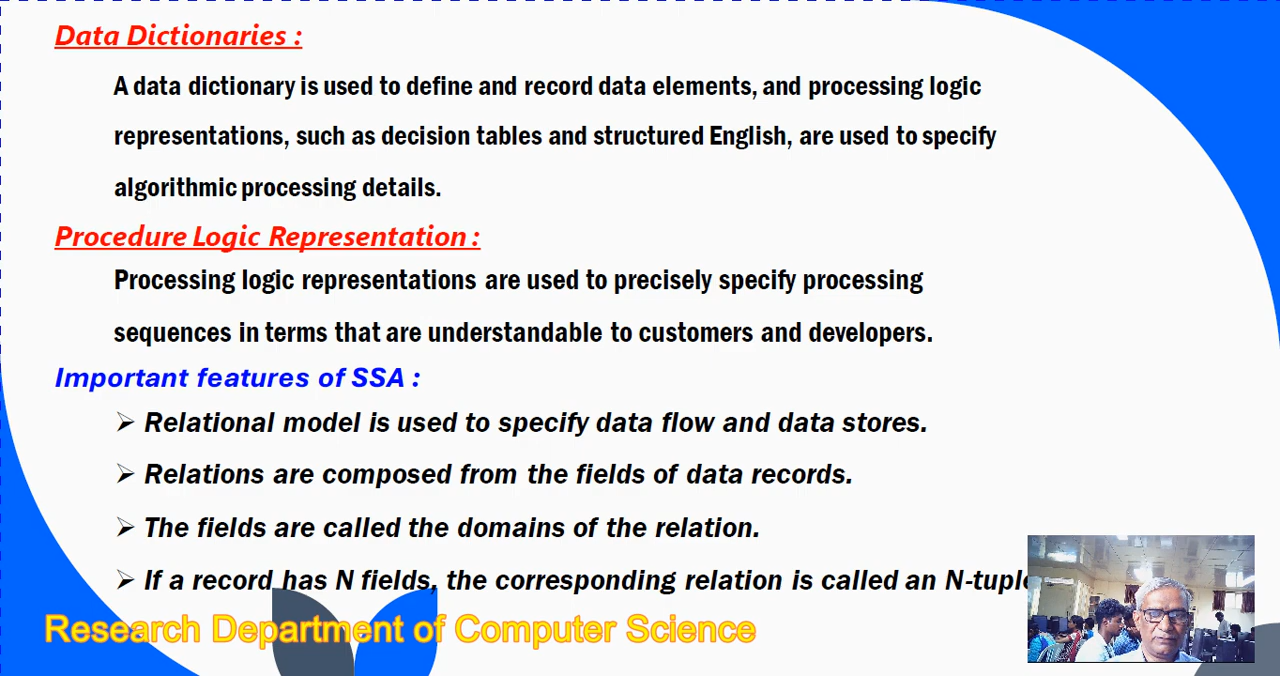 Data Dictionaries :
A data dictionary is used to define and record data elements, and processing logic
representations, such as decision tables and structured English, are used to specify
algorithmic processing details.
Procedure Logic Representation :
Processing logic representations are used to precisely specify processing
sequences in terms that are understandable to customers and developers.
Important features of SSA :
➢ Relational model is used to specify data flow and data stores.
➢ Relations are composed from the fields of data records.
➢ The fields are called the domains of the relation.
➢ If a record has N fields, the corresponding relation is called an
Research Department of Computer Science